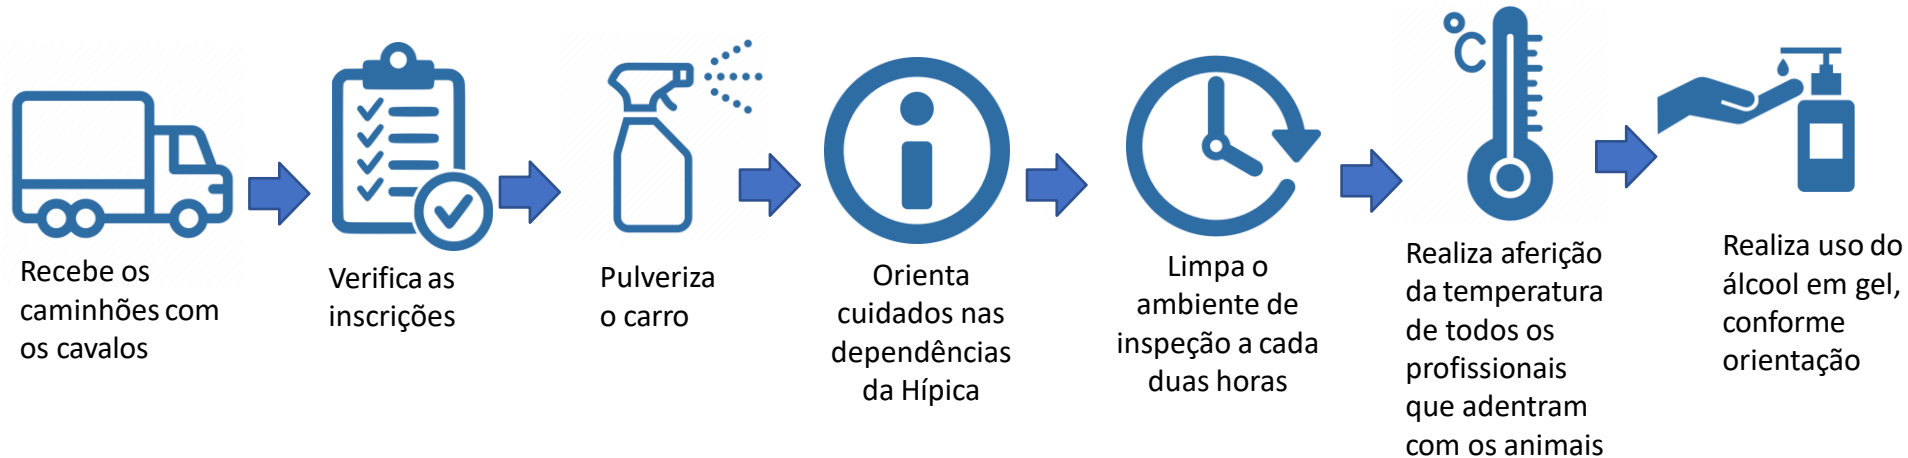 Recebe os
caminhões com
os cavalos
Verifica as
inscrições
Pulveriza
o carro
Orienta
cuidados nas
dependências
da Hípica
Limpa o
ambiente de
inspeção a cada
duas horas
°C
Realiza aferição
da temperatura
de todos os
profissionais
que adentram
com os animais
Realiza uso do
álcool em gel,
conforme
orientação